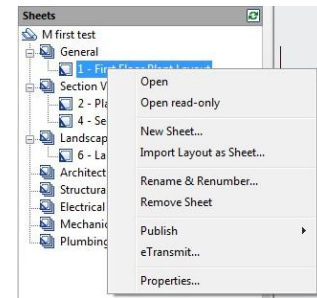 Sheets
M first test
General
1 - First Floor Plant Layout
Section V
2 - Pla
4 - Se
Landscap
6 - La
Architect
Structura
Electrical
Mechanic
Plumbing
Open
Open read-only
New Sheet...
Import Layout as Sheet...
Rename & Renumber...
Remove Sheet
Publish
eTransmit...
Properties...